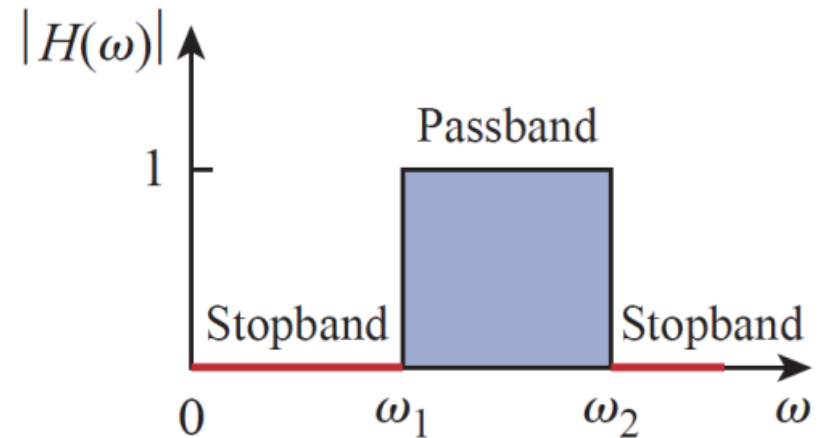 |H(ω)|
Passband
1
Stopband Stopband
0 ω₁ ω₂ ω